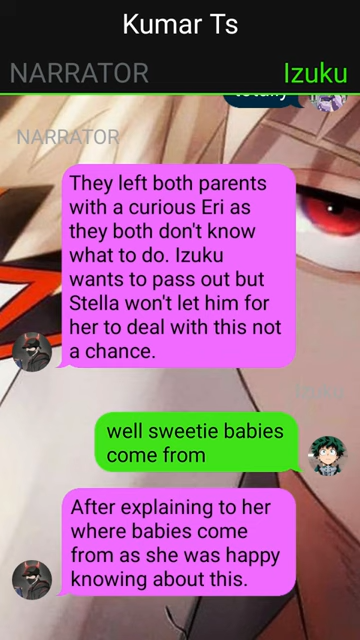 Kumar Ts
NARRATOR
Izuku
totally
NARRATOR
They left both parents
with a curious Eri as
they both don't know
what to do. Izuku
wants to pass out but
Stella won't let him for
her to deal with this not
a chance.
Izuku
well sweetie babies
come from
After explaining to her
where babies come
from as she was happy
knowing about this.